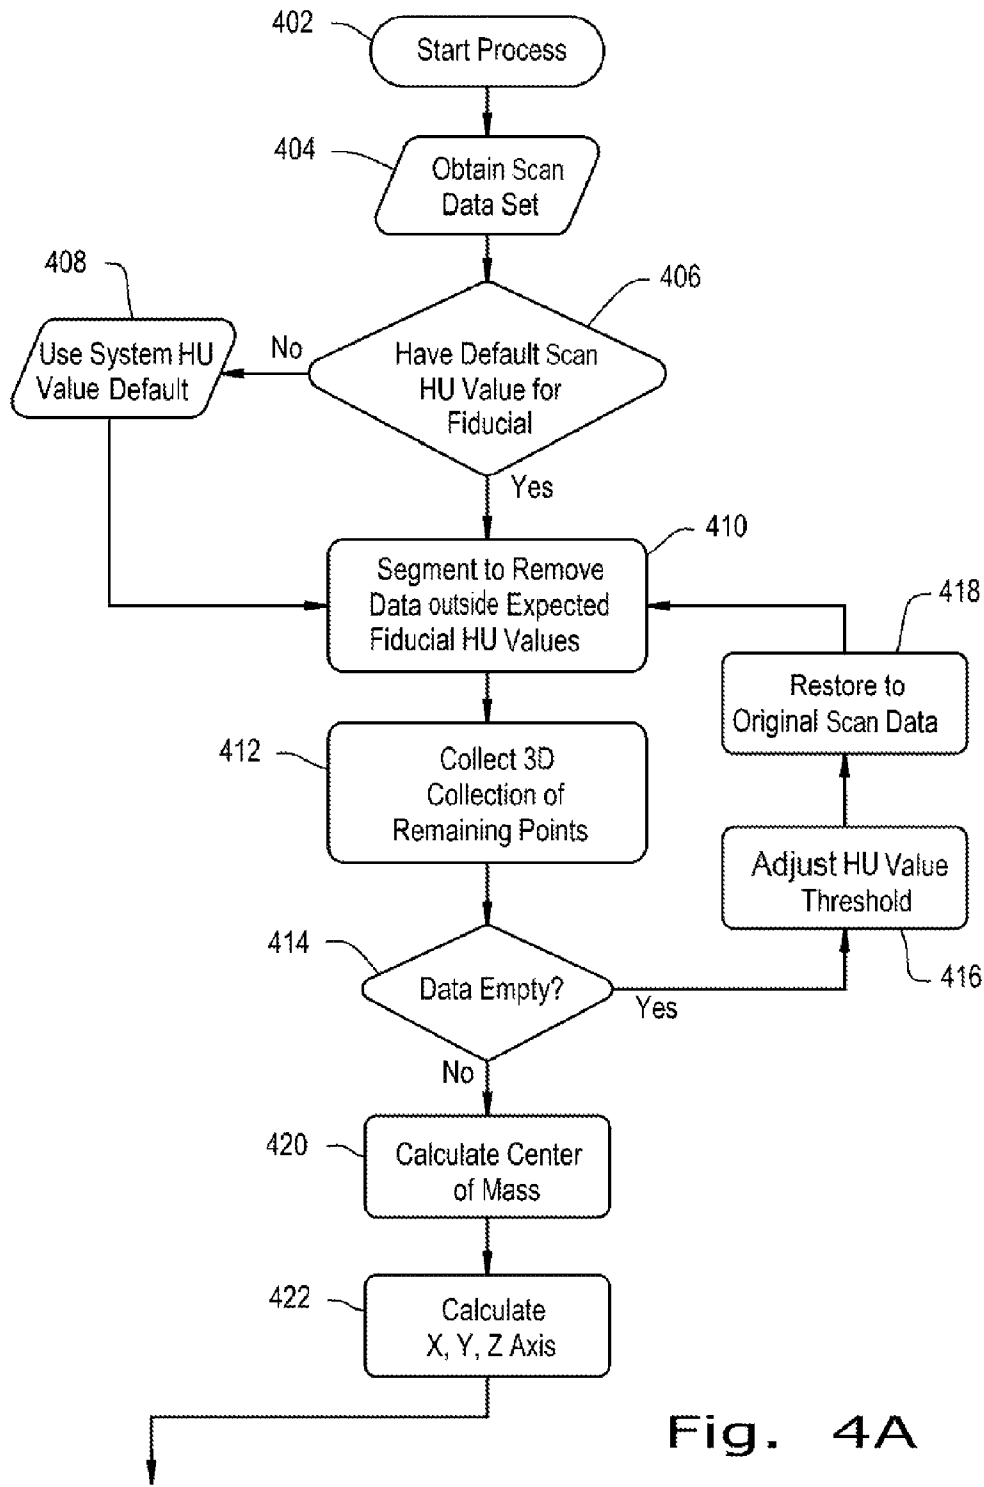 402
Start Process
404
Obtain Scan
Data Set
406
Have Default Scan
HU Value for
Fiducial
408
No
Use System HU
Value Default
Yes
410
Segment to Remove
Data outside Expected
Fiducial HU Values
418
Restore to
Original Scan Data
412
Collect 3D
Collection of
Remaining Points
Adjust HU Value
Threshold
416
414
Data Empty?
Yes
No
420
Calculate Center
of Mass
422
Calculate
X, Y, Z Axis
Fig. 4A